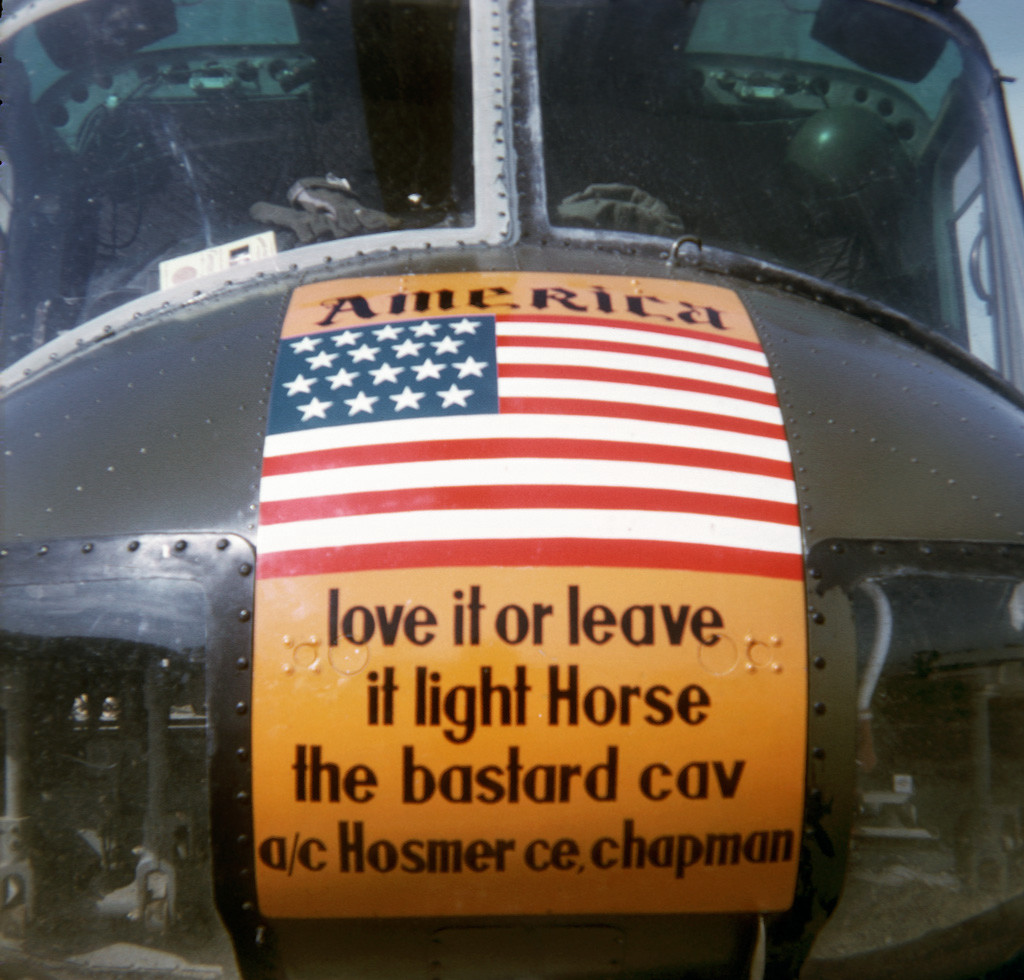 America
love it or leave
it light Horse
the bastard cav
a/c Hosmer ce, chapman